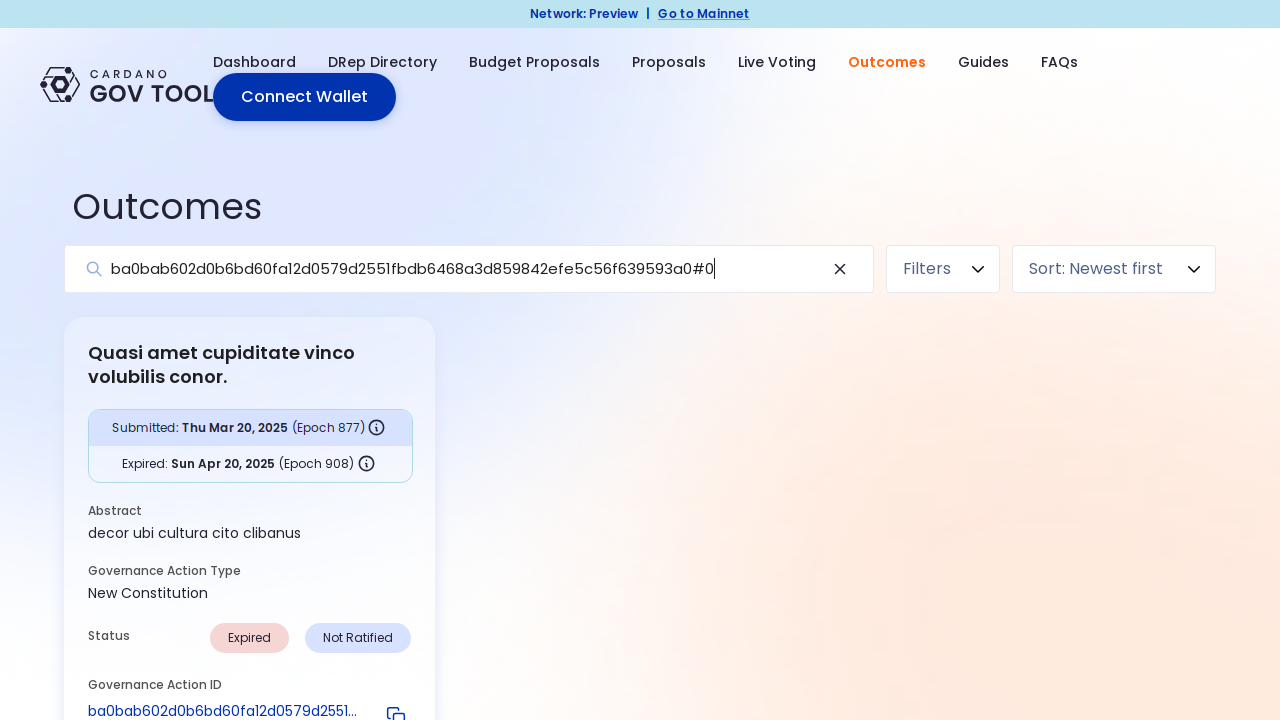 Network: Preview | Go to Mainnet
CARDANO
GOV TOOL
Dashboard DRep Directory Budget Proposals Proposals Live Voting Outcomes Guides FAQs
Connect Wallet
Outcomes
ba0bab602d0b6bd60fa12d0579d2551fbdb6468a3d859842efe5c56f639593a0#0
Filters
Sort: Newest first
Quasi amet cupiditate vinco
volubilis conor.
Submitted: Thu Mar 20, 2025 (Epoch 877)
Expired: Sun Apr 20, 2025 (Epoch 908)
Abstract
decor ubi cultura cito clibanus
Governance Action Type
New Constitution
Status Expired Not Ratified
Governance Action ID
ba0bab602d0b6bd60fa12d0579d2551...